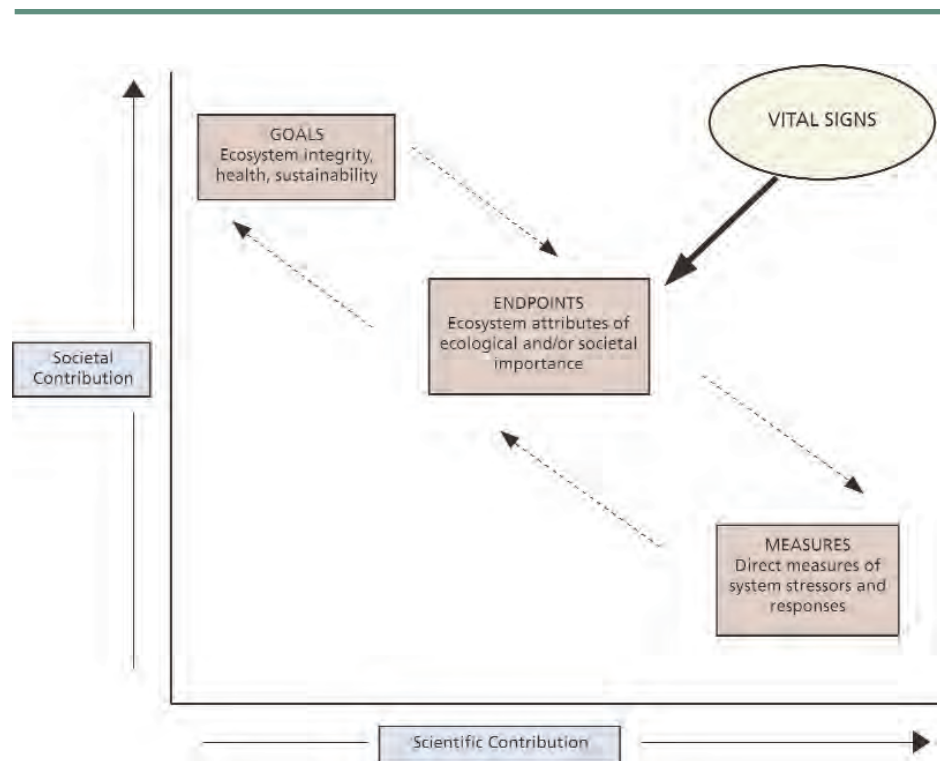 VITAL SIGNS
GOALS
Ecosystem integrity,
health, sustainability
ENDPOINTS
Ecosystem attributes of
ecological and/or societal
importance
Societal
Contribution
MEASURES
Direct measures of
system stressors and
responses
Scientific Contribution